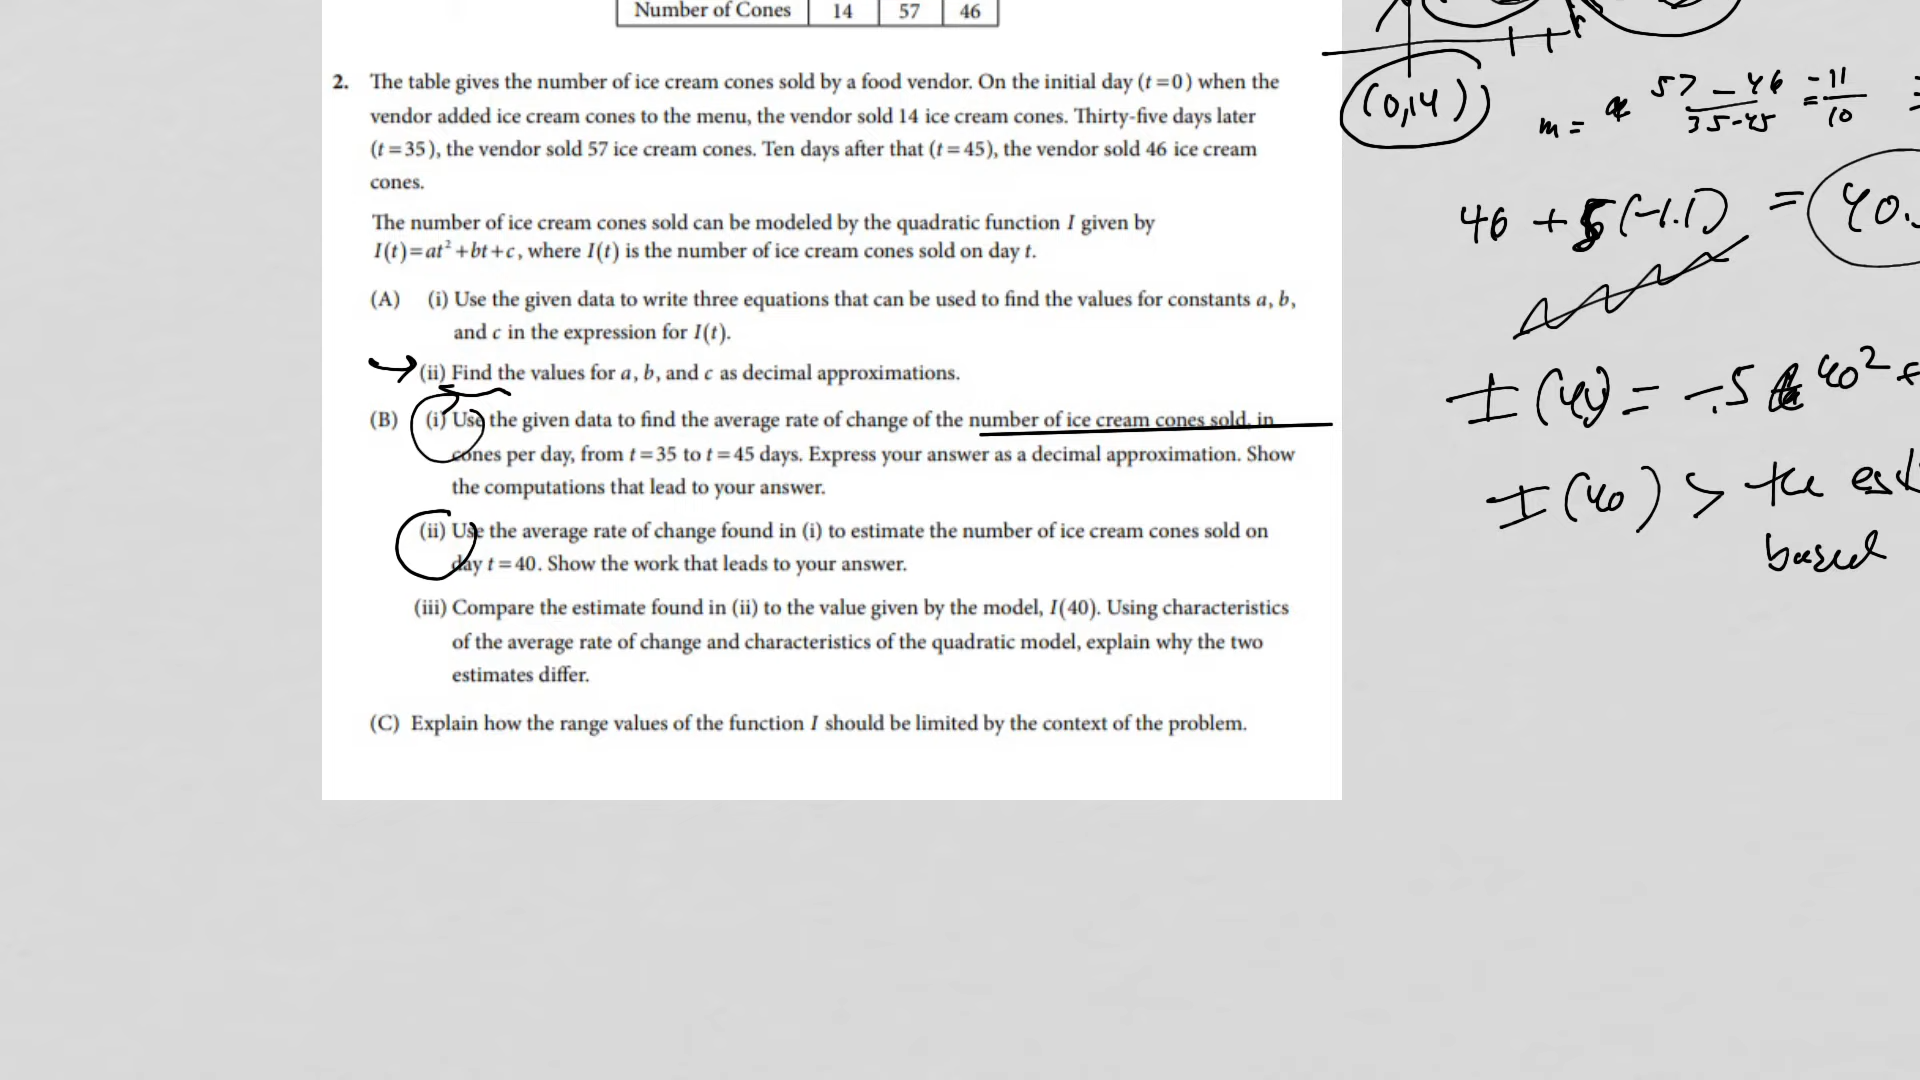 Number of Cones 14 57 46
2. The table gives the number of ice cream cones sold by a food vendor. On the initial day (t=0) when the
vendor added ice cream cones to the menu, the vendor sold 14 ice cream cones. Thirty-five days later
(t=35), the vendor sold 57 ice cream cones. Ten days after that (t=45), the vendor sold 46 ice cream
cones.
The number of ice cream cones sold can be modeled by the quadratic function I given by
I(t)=at²+bt+c, where I(t) is the number of ice cream cones sold on day t.
(A) (i) Use the given data to write three equations that can be used to find the values for constants a, b,
and c in the expression for I(t).
(ii) Find the values for a, b, and c as decimal approximations.
(B) (i) Use the given data to find the average rate of change of the number of ice cream cones sold, in
cones per day, from t=35 to t=45 days. Express your answer as a decimal approximation. Show
the computations that lead to your answer.
(ii) Use the average rate of change found in (i) to estimate the number of ice cream cones sold on
day t=40. Show the work that leads to your answer.
(iii) Compare the estimate found in (ii) to the value given by the model, I(40). Using characteristics
of the average rate of change and characteristics of the quadratic model, explain why the two
estimates differ.
(C) Explain how the range values of the function I should be limited by the context of the problem.
(0,14)
m = 57-46 / 35-45 = -11 / 10 =
46 + 5(-1.1) = 40.
= -.5 40²
I(40) > the est
based